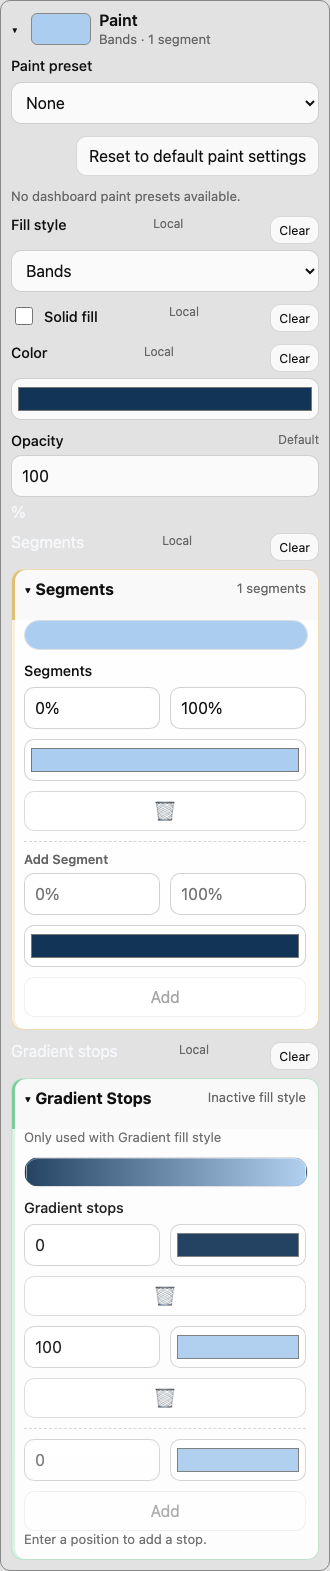 Paint
Bands · 1 segment
Paint preset
None
Reset to default paint settings
No dashboard paint presets available.
Fill style Local Clear
Bands
Solid fill Local Clear
Color Local Clear
Opacity Default
100
%
Segments Local Clear
Segments 1 segments
Segments
0% 100%
Add Segment
0% 100%
Add
Gradient stops Local Clear
Gradient Stops Inactive fill style
Only used with Gradient fill style
Gradient stops
0
100
0
Add
Enter a position to add a stop.